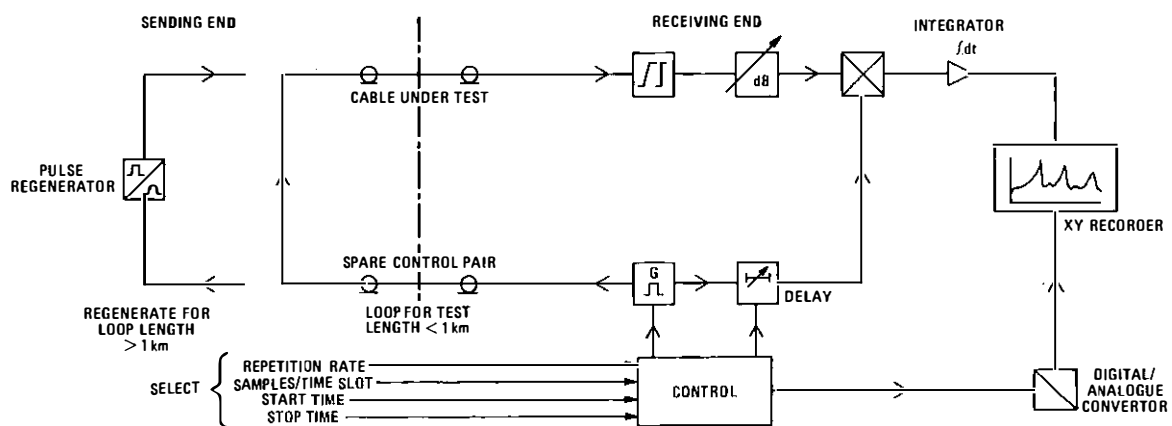 SENDING END
RECEIVING END
INTEGRATOR
∫.dt
dB
CABLE UNDER TEST
PULSE
REGENERATOR
XY RECORDER
SPARE CONTROL PAIR
G
DELAY
REGENERATE FOR
LOOP LENGTH
> 1 km
LOOP FOR TEST
LENGTH < 1 km
SELECT
REPETITION RATE
SAMPLES/TIME SLOT
START TIME
STOP TIME
CONTROL
DIGITAL/
ANALOGUE
CONVERTOR